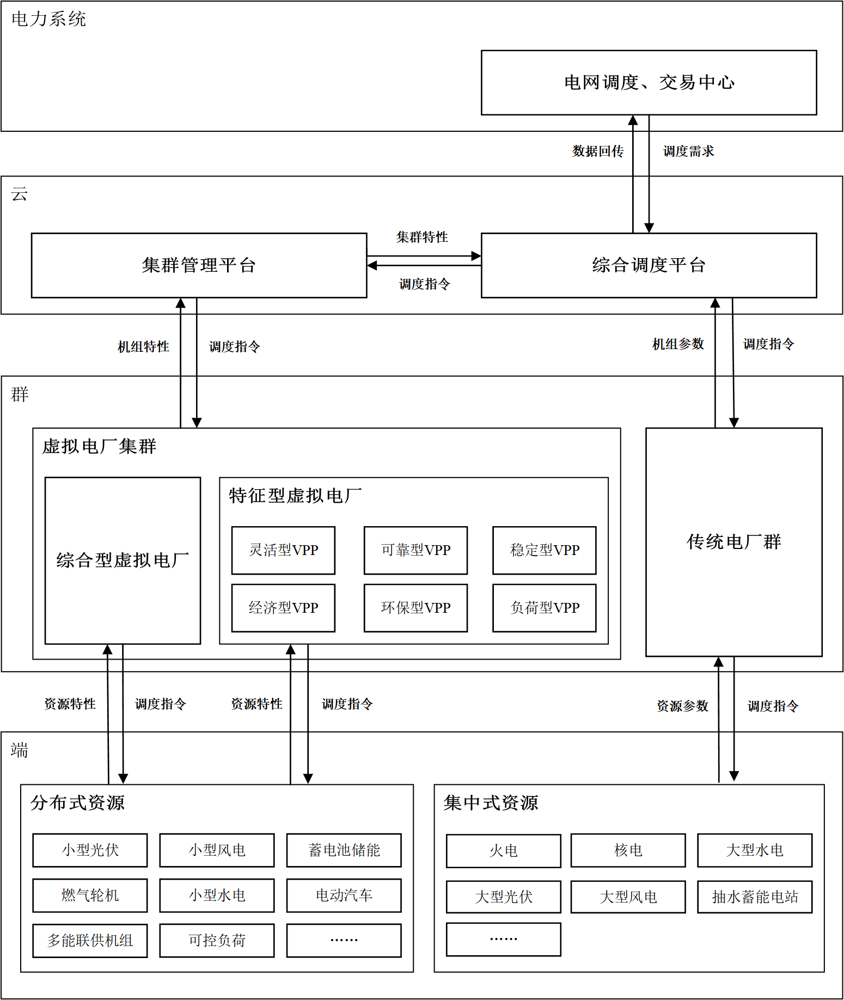 电力系统
电网调度、交易中心
数据回传
调度需求
云
集群特性
集群管理平台
综合调度平台
调度指令
机组特性
调度指令
机组参数
调度指令
群
虚拟电厂集群
特征型虚拟电厂
灵活型VPP
可靠型VPP
稳定型VPP
传统电厂群
综合型虚拟电厂
经济型VPP
环保型VPP
负荷型VPP
资源特性
调度指令
资源特性
调度指令
资源参数
调度指令
端
分布式资源
小型光伏
小型风电
蓄电池储能
燃气轮机
小型水电
电动汽车
多能联供机组
可控负荷
……
集中式资源
火电
核电
大型水电
大型光伏
大型风电
抽水蓄能电站
……